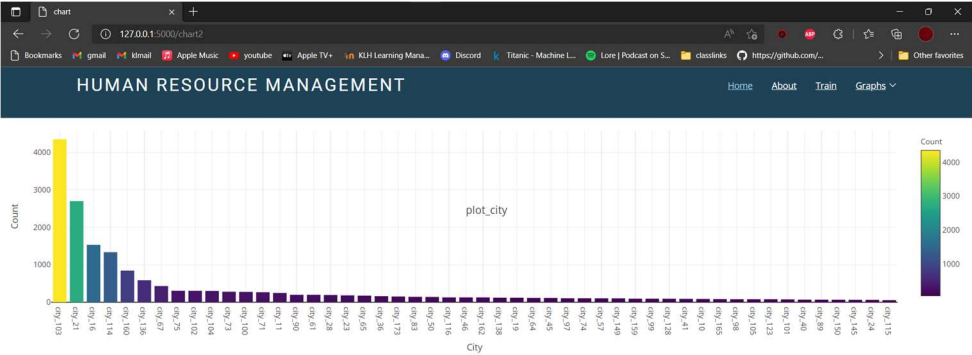 chart
127.0.0.1:5000/chart2
Bookmarks gmail klmail Apple Music youtube Apple TV+ KLH Learning Mana... Discord Titanic - Machine L... Lore | Podcast on S... classlinks https://github.com/... Other favorites
HUMAN RESOURCE MANAGEMENT Home About Train Graphs
Count
4000
3000
2000
1000
0
Count
plot_city
4000
3000
2000
1000
city_103 city_21 city_16 city_114 city_160 city_136 city_67 city_75 city_102 city_104 city_73 city_100 city_71 city_11 city_90 city_61 city_28 city_23 city_65 city_36 city_173 city_83 city_50 city_116 city_46 city_162 city_138 city_19 city_64 city_45 city_97 city_74 city_57 city_149 city_159 city_99 city_128 city_41 city_10 city_165 city_98 city_105 city_123 city_101 city_40 city_89 city_150 city_145 city_24 city_115
City